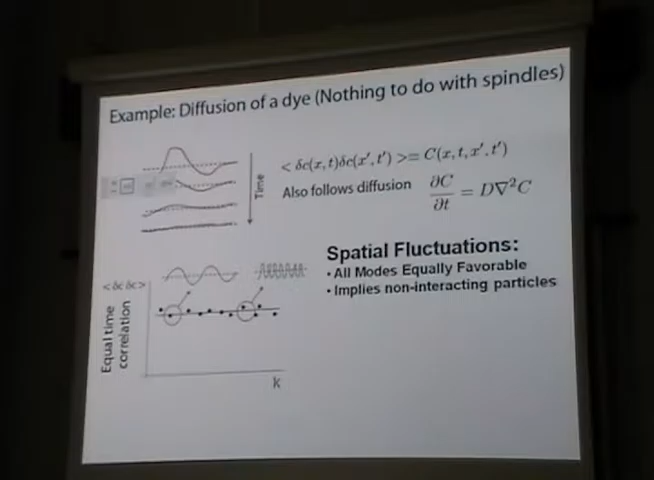 Example: Diffusion of a dye (Nothing to do with spindles)
Time
< δc(x, t)δc(x′, t′) >= C(x, t, x′, t′)
Also follows diffusion ∂C/∂t = D∇²C
Spatial Fluctuations:
• All Modes Equally Favorable
• Implies non-interacting particles
< δc δc >
Equal time
correlation
k